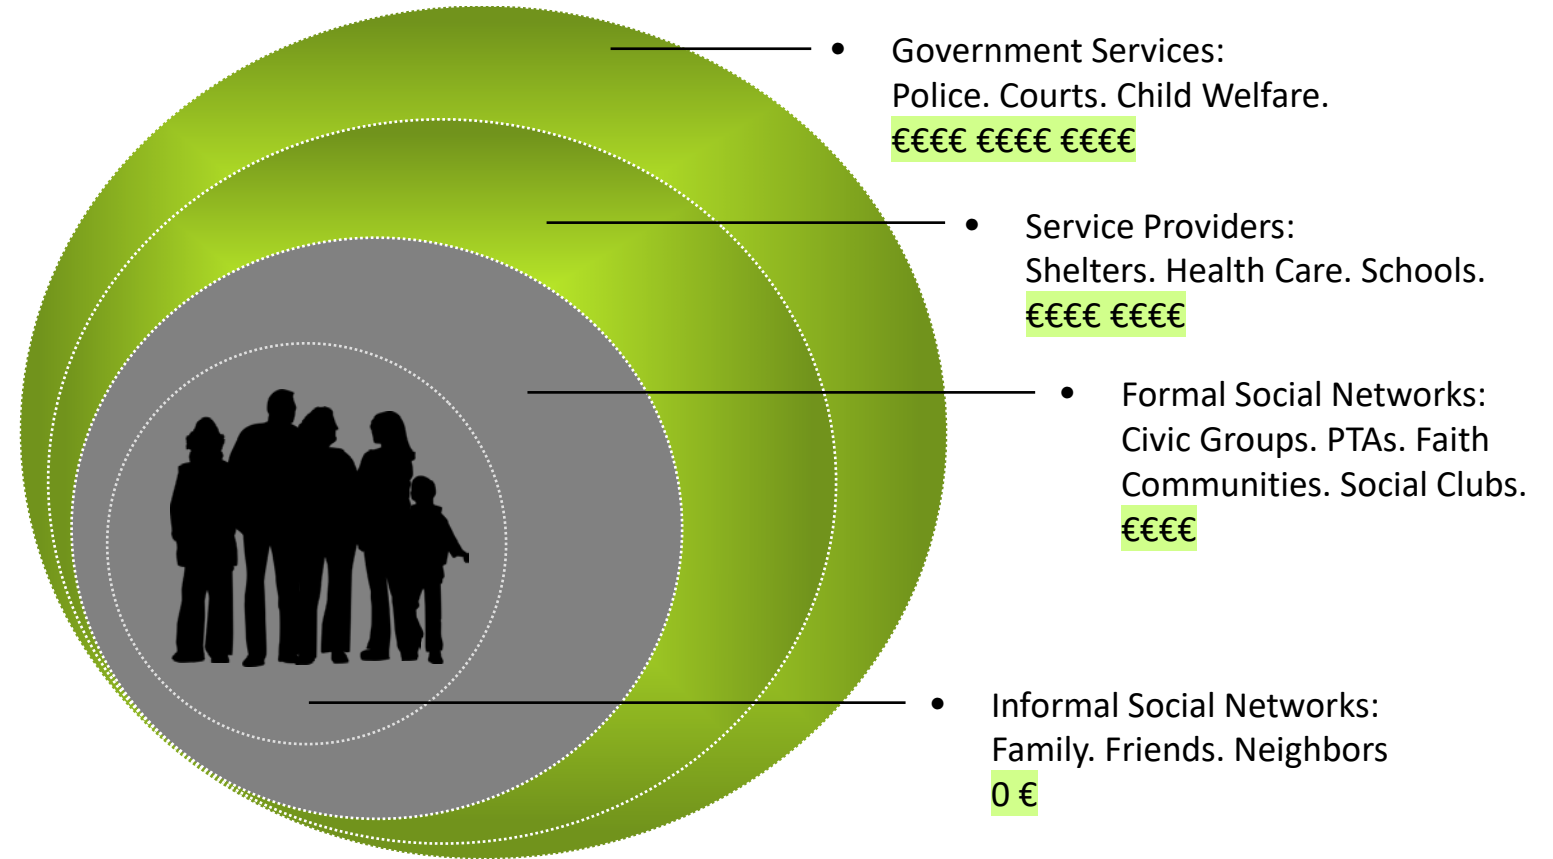 • Government Services:
Police. Courts. Child Welfare.
€€€€ €€€€ €€€€
• Service Providers:
Shelters. Health Care. Schools.
€€€€ €€€€
• Formal Social Networks:
Civic Groups. PTAs. Faith
Communities. Social Clubs.
€€€€
• Informal Social Networks:
Family. Friends. Neighbors
0 €